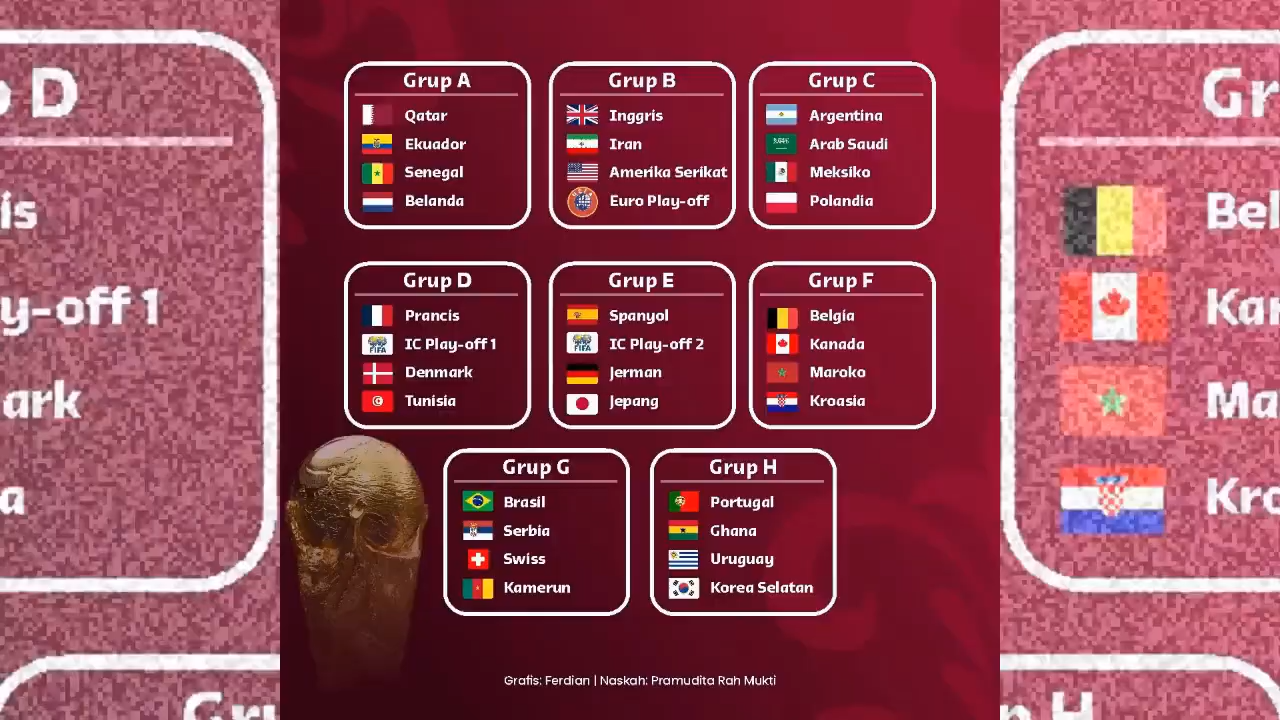 Grup A
Qatar
Ekuador
Senegal
Belanda
Grup B
Inggris
Iran
Amerika Serikat
Euro Play-off
Grup C
Argentina
Arab Saudi
Meksiko
Polandia
Grup D
Prancis
IC Play-off 1
Denmark
Tunisia
Grup E
Spanyol
IC Play-off 2
Jerman
Jepang
Grup F
Belgia
Kanada
Maroko
Kroasia
Grup G
Brasil
Serbia
Swiss
Kamerun
Grup H
Portugal
Ghana
Uruguay
Korea Selatan
Grafis: Ferdian | Naskah: Pramudita Rah Mukti